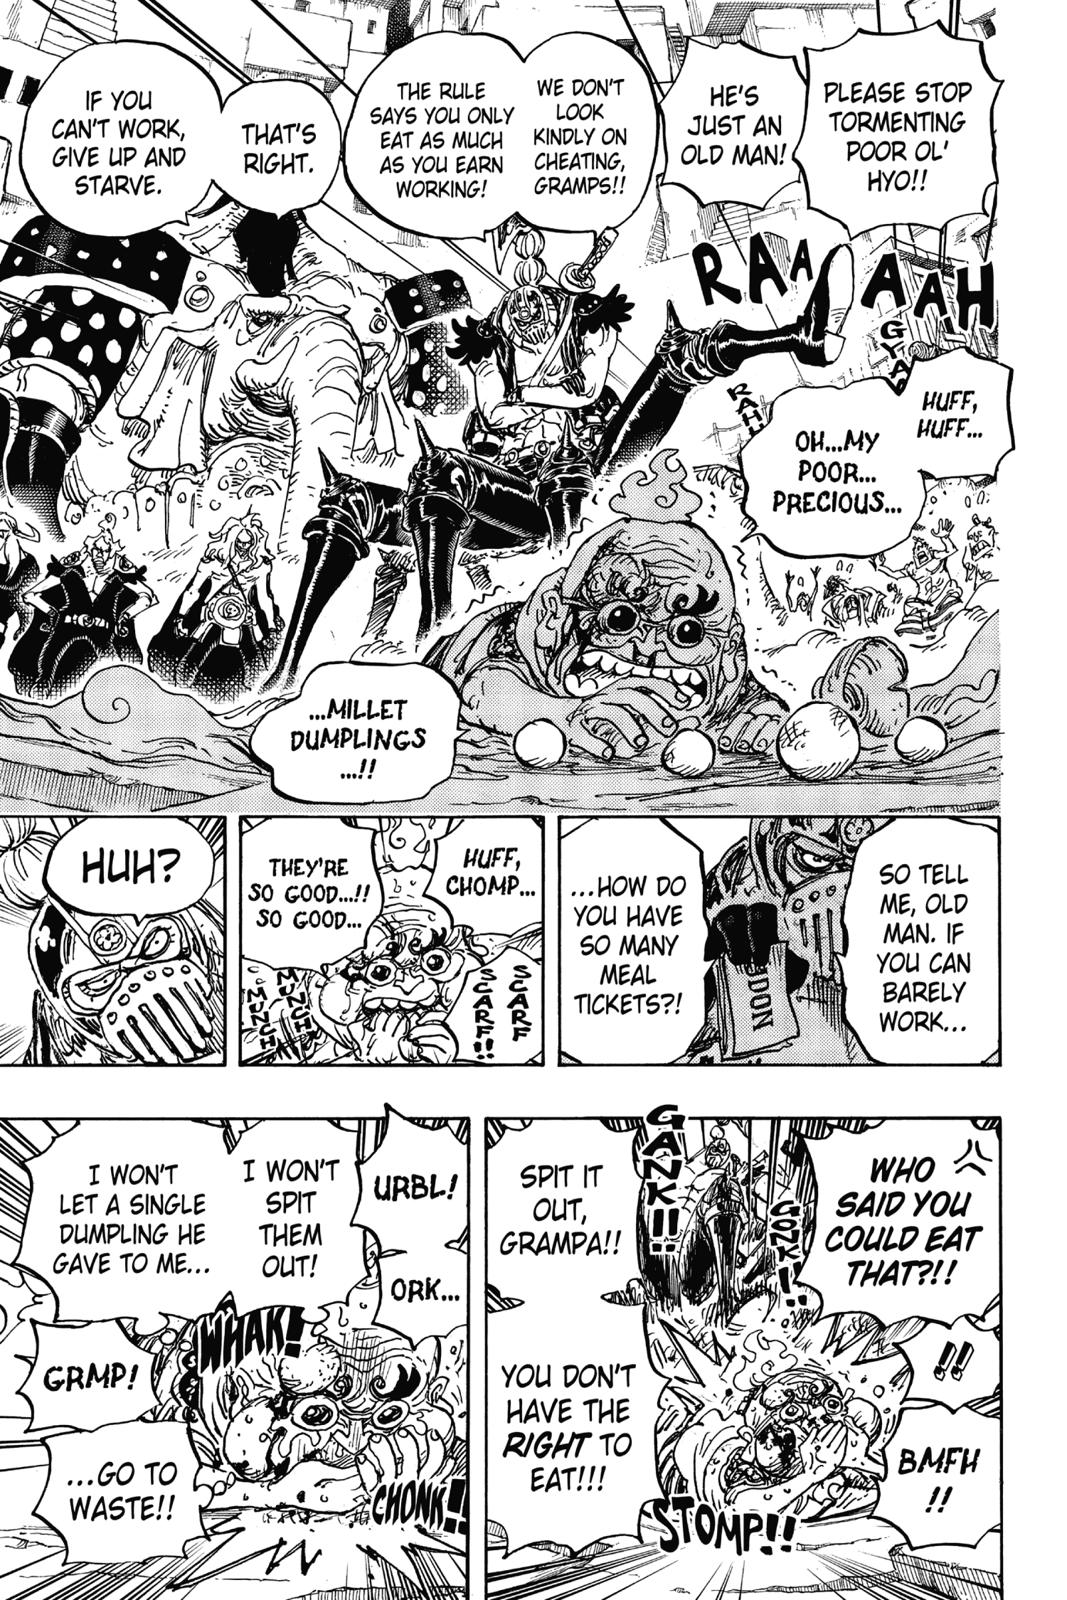 PLEASE STOP
TORMENTING
POOR OL'
HYO!!
HE'S
JUST AN
OLD MAN!
WE DON'T
LOOK
KINDLY ON
CHEATING,
GRAMPS!!
THE RULE
SAYS YOU ONLY
EAT AS MUCH
AS YOU EARN
WORKING!
THAT'S
RIGHT.
IF YOU
CAN'T WORK,
GIVE UP AND
STARVE.
RAA
AAAH
RAH
HUFF,
HUFF...
OH...MY
POOR...
PRECIOUS...
...MILLET
DUMPLINGS
...!!
SO TELL
ME, OLD
MAN. IF
YOU CAN
BARELY
WORK...
DON
...HOW DO
YOU HAVE
SO MANY
MEAL
TICKETS?!
HUFF,
CHOMP...
THEY'RE
SO GOOD...!!
SO GOOD...
SCARF
SCARF!!
MUNCH
MUNCH
HUH?
WHO
SAID YOU
COULD EAT
THAT?!!
GONK!!
GANK!!
SPIT IT
OUT,
GRAMPA!!
!!
BMFH
!!
YOU DON'T
HAVE THE
RIGHT TO
EAT!!!
STOMP!!
URBL!
ORK...
I WON'T
SPIT
THEM
OUT!
I WON'T
LET A SINGLE
DUMPLING HE
GAVE TO ME...
WHAK!
GRMP!
...GO TO
WASTE!!
CHONK!!